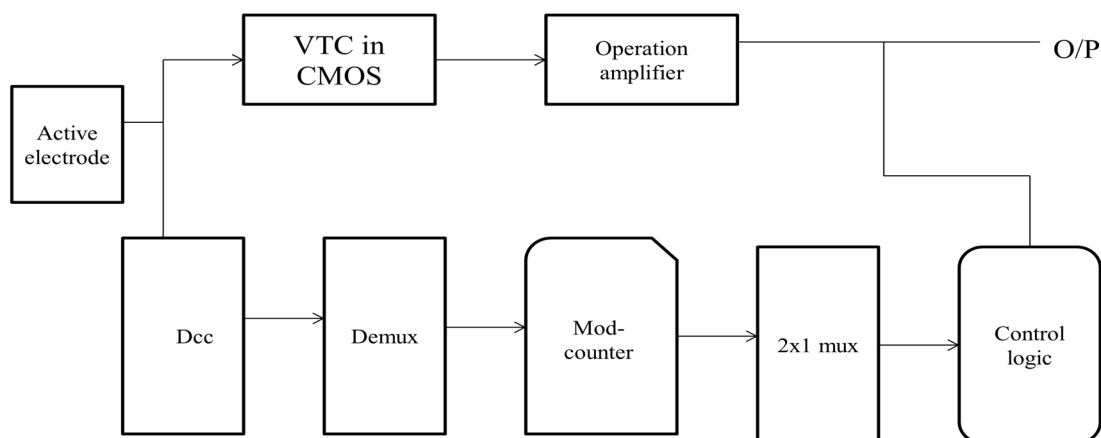 VTC in
CMOS
Operation
amplifier
O/P
Active
electrode
Dcc
Demux
Mod-
counter
2x1 mux
Control
logic